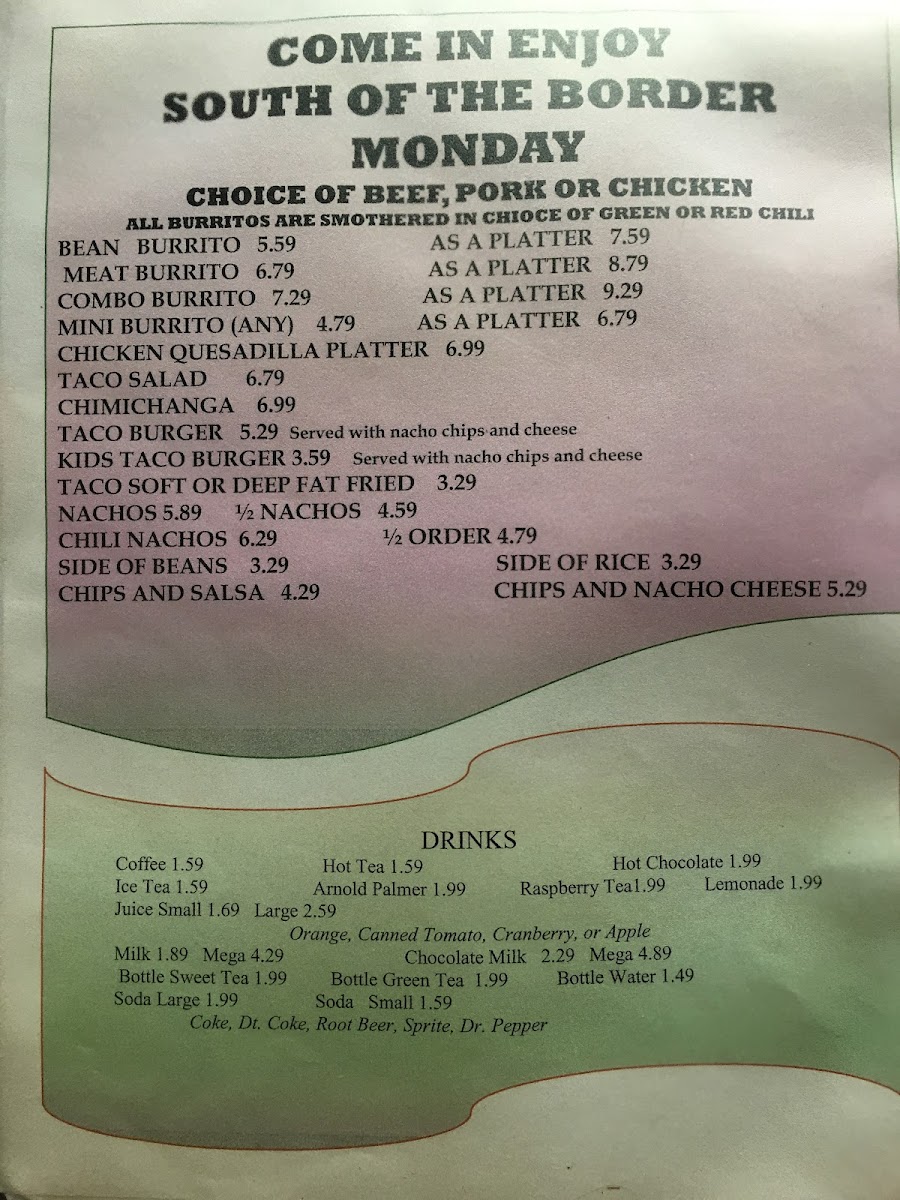 COME IN ENJOY
SOUTH OF THE BORDER
MONDAY
CHOICE OF BEEF, PORK OR CHICKEN
ALL BURRITOS ARE SMOTHERED IN CHIOCE OF GREEN OR RED CHILI
BEAN BURRITO 5.59 AS A PLATTER 7.59
MEAT BURRITO 6.79 AS A PLATTER 8.79
COMBO BURRITO 7.29 AS A PLATTER 9.29
MINI BURRITO (ANY) 4.79 AS A PLATTER 6.79
CHICKEN QUESADILLA PLATTER 6.99
TACO SALAD 6.79
CHIMICHANGA 6.99
TACO BURGER 5.29 Served with nacho chips and cheese
KIDS TACO BURGER 3.59 Served with nacho chips and cheese
TACO SOFT OR DEEP FAT FRIED 3.29
NACHOS 5.89 ½ NACHOS 4.59
CHILI NACHOS 6.29 ½ ORDER 4.79
SIDE OF BEANS 3.29 SIDE OF RICE 3.29
CHIPS AND SALSA 4.29 CHIPS AND NACHO CHEESE 5.29
DRINKS
Coffee 1.59 Hot Tea 1.59 Hot Chocolate 1.99
Ice Tea 1.59 Arnold Palmer 1.99 Raspberry Tea1.99 Lemonade 1.99
Juice Small 1.69 Large 2.59
Orange, Canned Tomato, Cranberry, or Apple
Milk 1.89 Mega 4.29 Chocolate Milk 2.29 Mega 4.89
Bottle Sweet Tea 1.99 Bottle Green Tea 1.99 Bottle Water 1.49
Soda Large 1.99 Soda Small 1.59
Coke, Dt. Coke, Root Beer, Sprite, Dr. Pepper